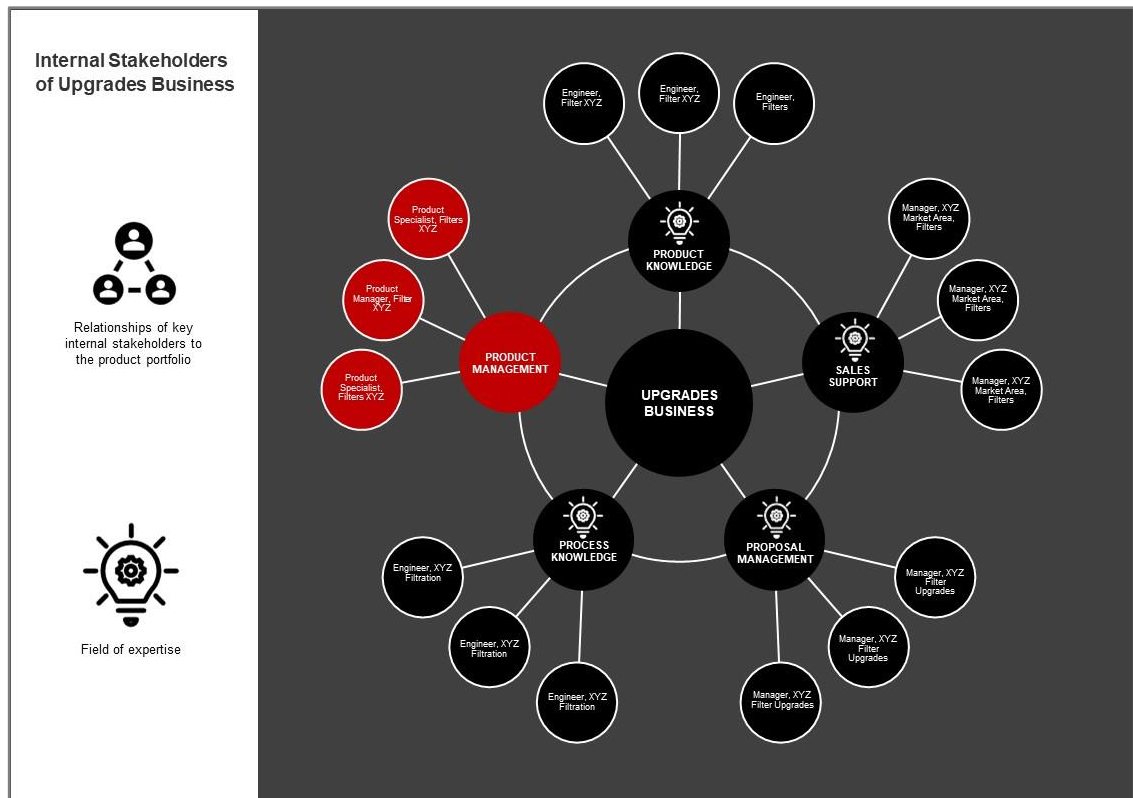 Internal Stakeholders
of Upgrades Business
Relationships of key
internal stakeholders to
the product portfolio
Field of expertise
Engineer,
Filter XYZ
Engineer,
Filter XYZ
Engineer,
Filters
PRODUCT
KNOWLEDGE
Product
Specialist, Filters
XYZ
Product
Manager, Filter
XYZ
Product
Specialist,
Filters XYZ
PRODUCT
MANAGEMENT
UPGRADES
BUSINESS
Manager, XYZ
Market Area,
Filters
Manager, XYZ
Market Area,
Filters
Manager, XYZ
Market Area,
Filters
SALES
SUPPORT
PROCESS
KNOWLEDGE
Engineer, XYZ
Filtration
Engineer, XYZ
Filtration
Engineer, XYZ
Filtration
PROPOSAL
MANAGEMENT
Manager, XYZ
Filter
Upgrades
Manager, XYZ
Filter
Upgrades
Manager, XYZ
Filter Upgrades